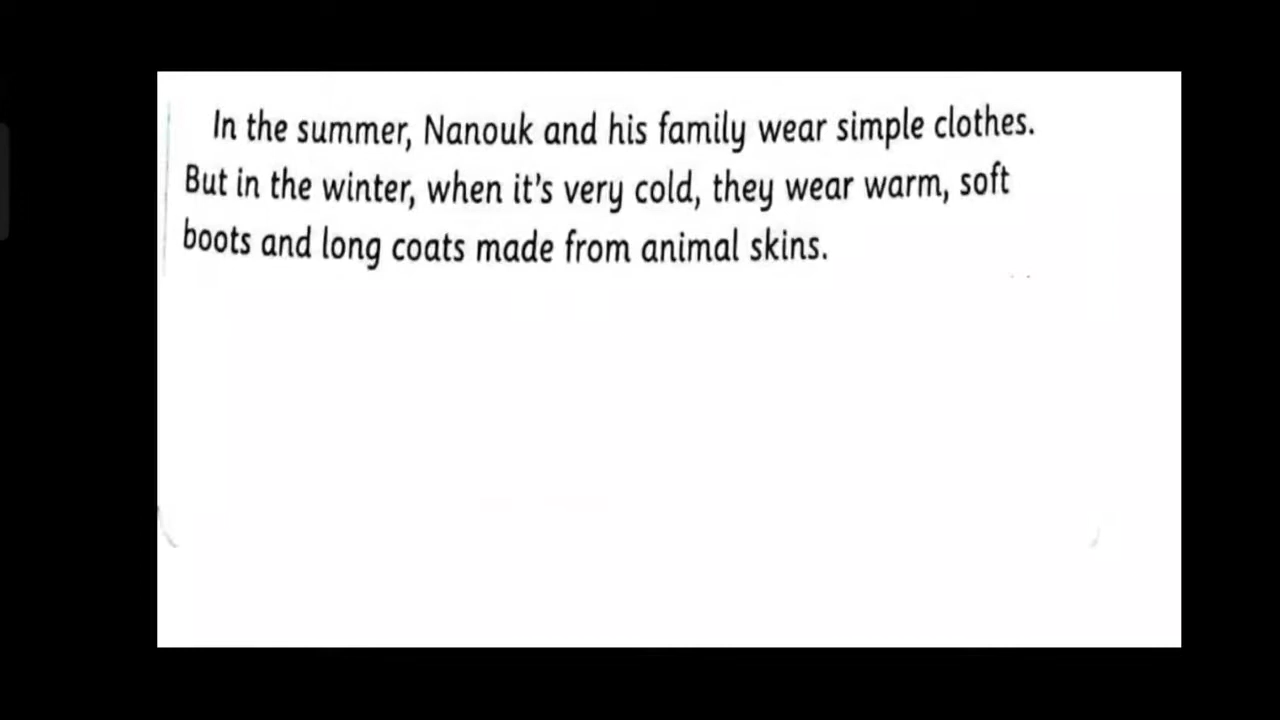 In the summer, Nanouk and his family wear simple clothes.
But in the winter, when it's very cold, they wear warm, soft
boots and long coats made from animal skins.